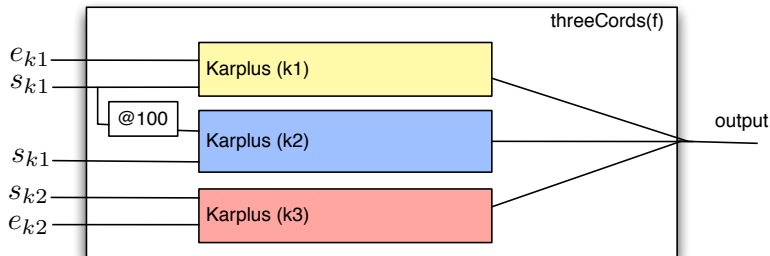 threeCords(f)
e_{k1}
Karplus (k1)
s_{k1}
@100
output
Karplus (k2)
s_{k1}
s_{k2}
Karplus (k3)
e_{k2}